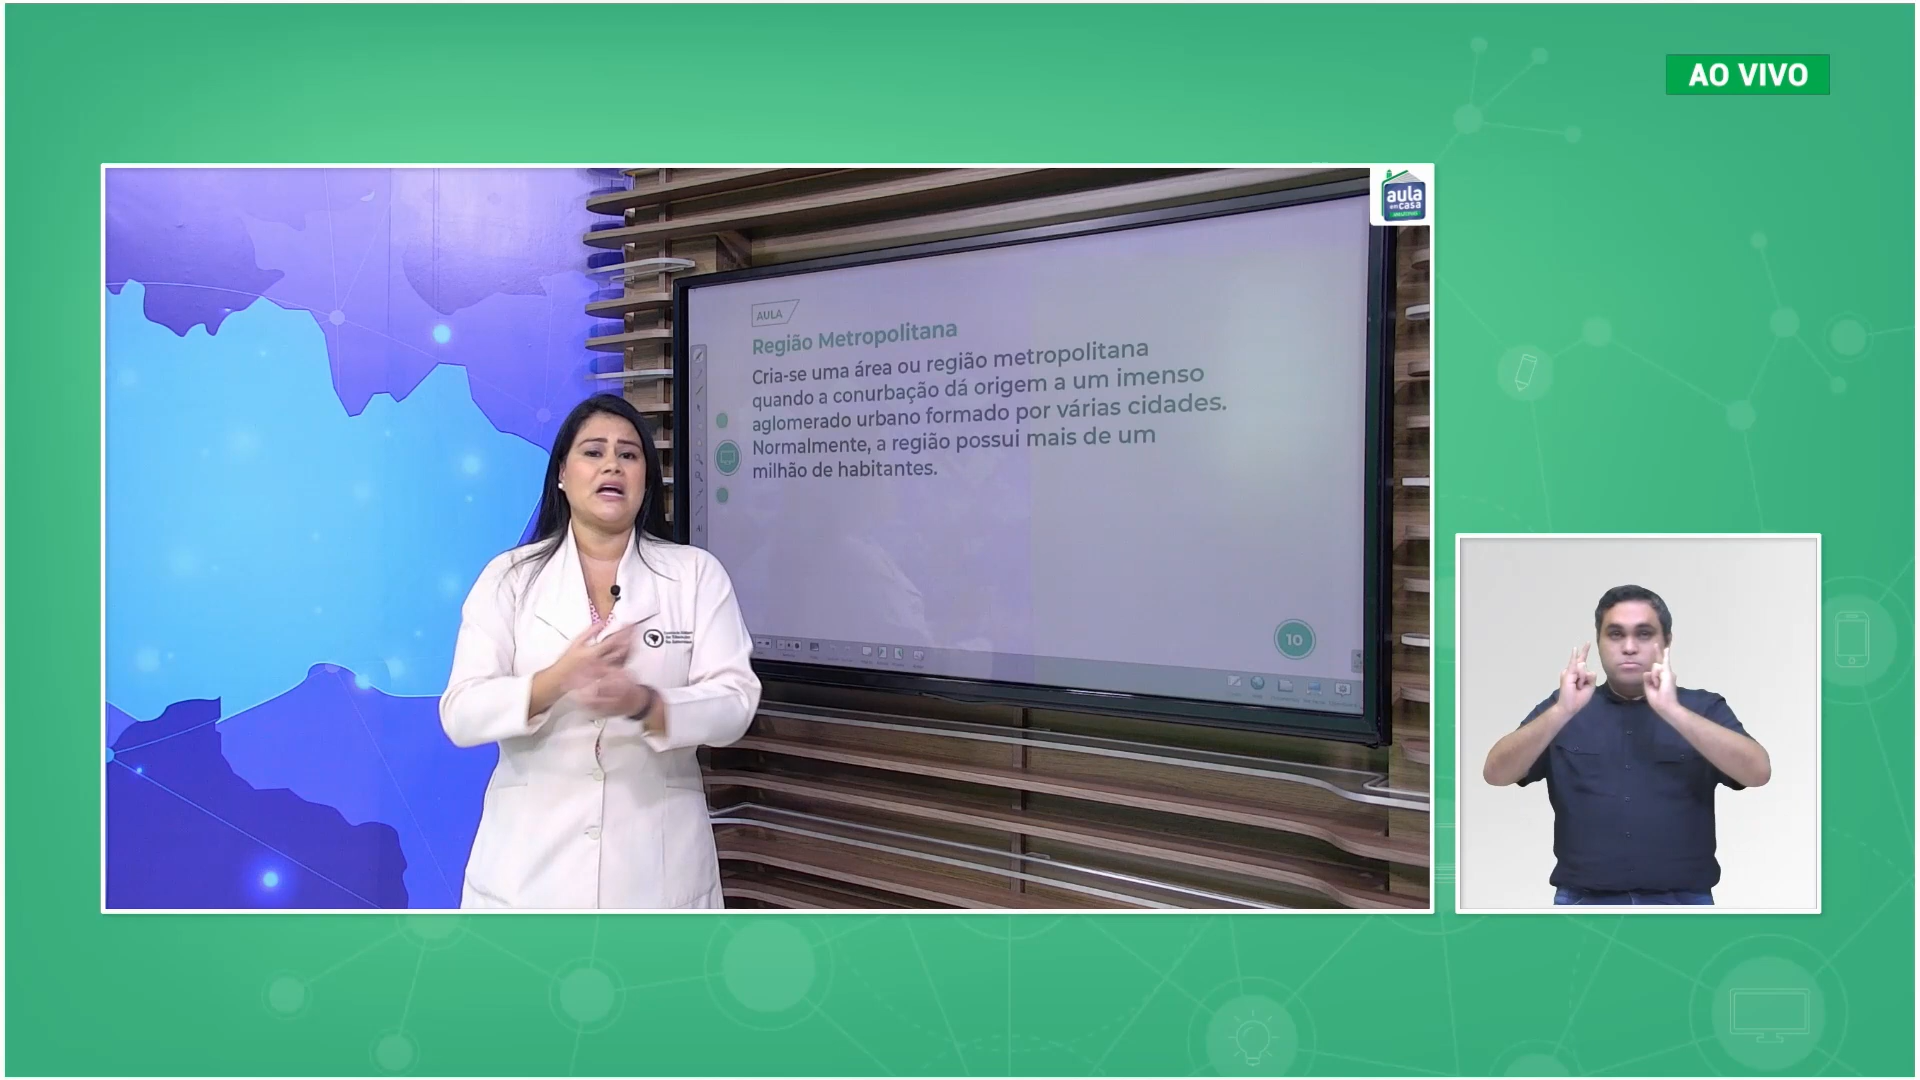 AO VIVO
aula
em casa
AULA
Região Metropolitana
Cria-se uma área ou região metropolitana
quando a conurbação dá origem a um imenso
aglomerado urbano formado por várias cidades.
Normalmente, a região possui mais de um
milhão de habitantes.
10